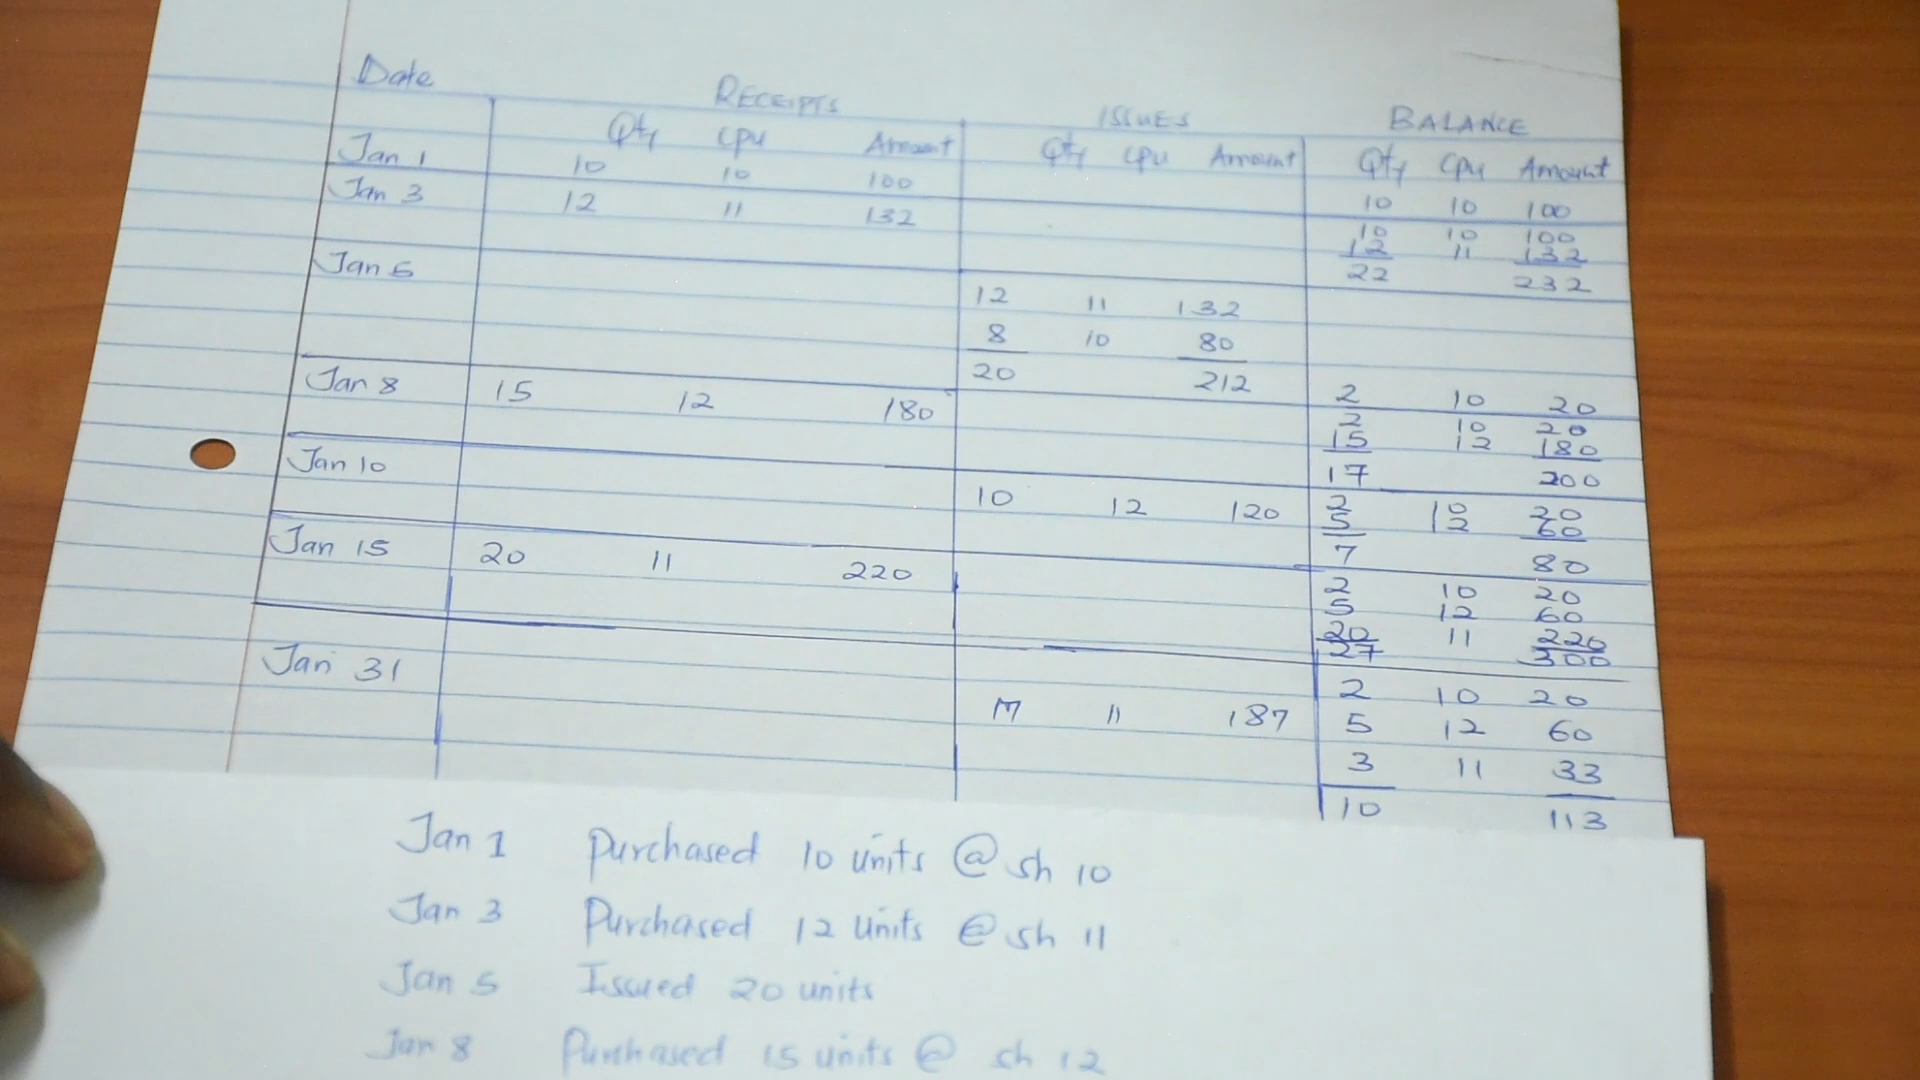 Date RECEIPTS ISSUES BALANCE
Qty cpu Amount Qty cpu Amount Qty cpu Amount
Jan 1 10 10 100 10 10 100
Jan 3 12 11 132 10 10 100
12 11 132
22 232
Jan 5
12 11 132
8 10 80
20 212 2 10 20
Jan 8 15 12 180 2 10 20
15 12 180
17 200
Jan 10
10 12 120 2 10 20
5 12 60
7 80
Jan 15 20 11 220 2 10 20
5 12 60
20 11 220
27 300
Jan 31 2 10 20
17 11 187 5 12 60
3 11 33
10 113
Jan 1 Purchased 10 units @ sh 10
Jan 3 Purchased 12 units @ sh 11
Jan 5 Issued 20 units
Jan 8 Purchased 15 units @ sh 12